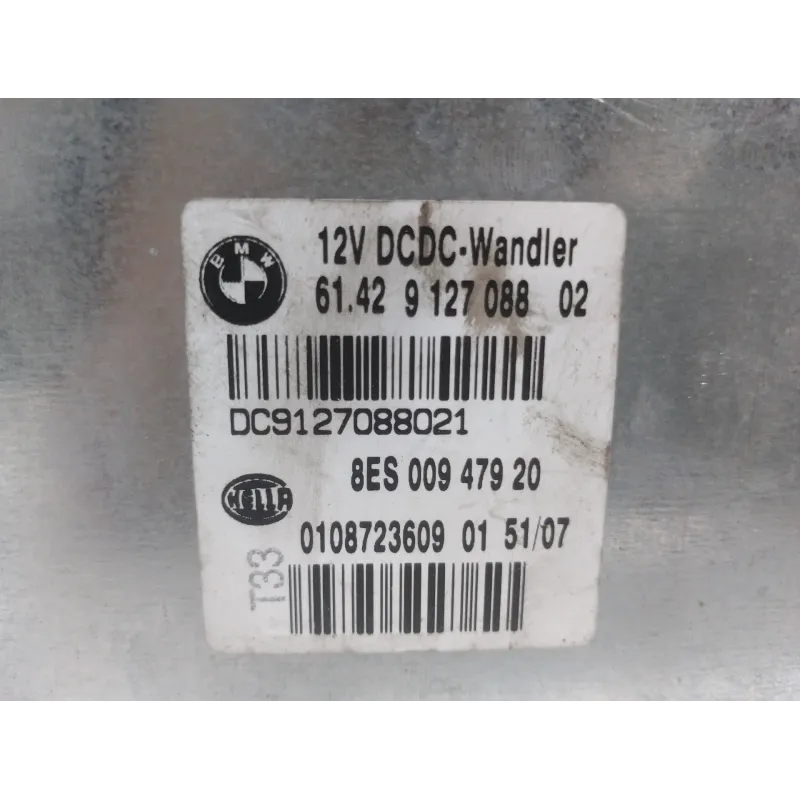 BMW
12V DCDC-Wandler
61.42 9 127 088 02
DC9127088021
8ES 009 479 20
HELLA
0108723609 01 51/07
T33